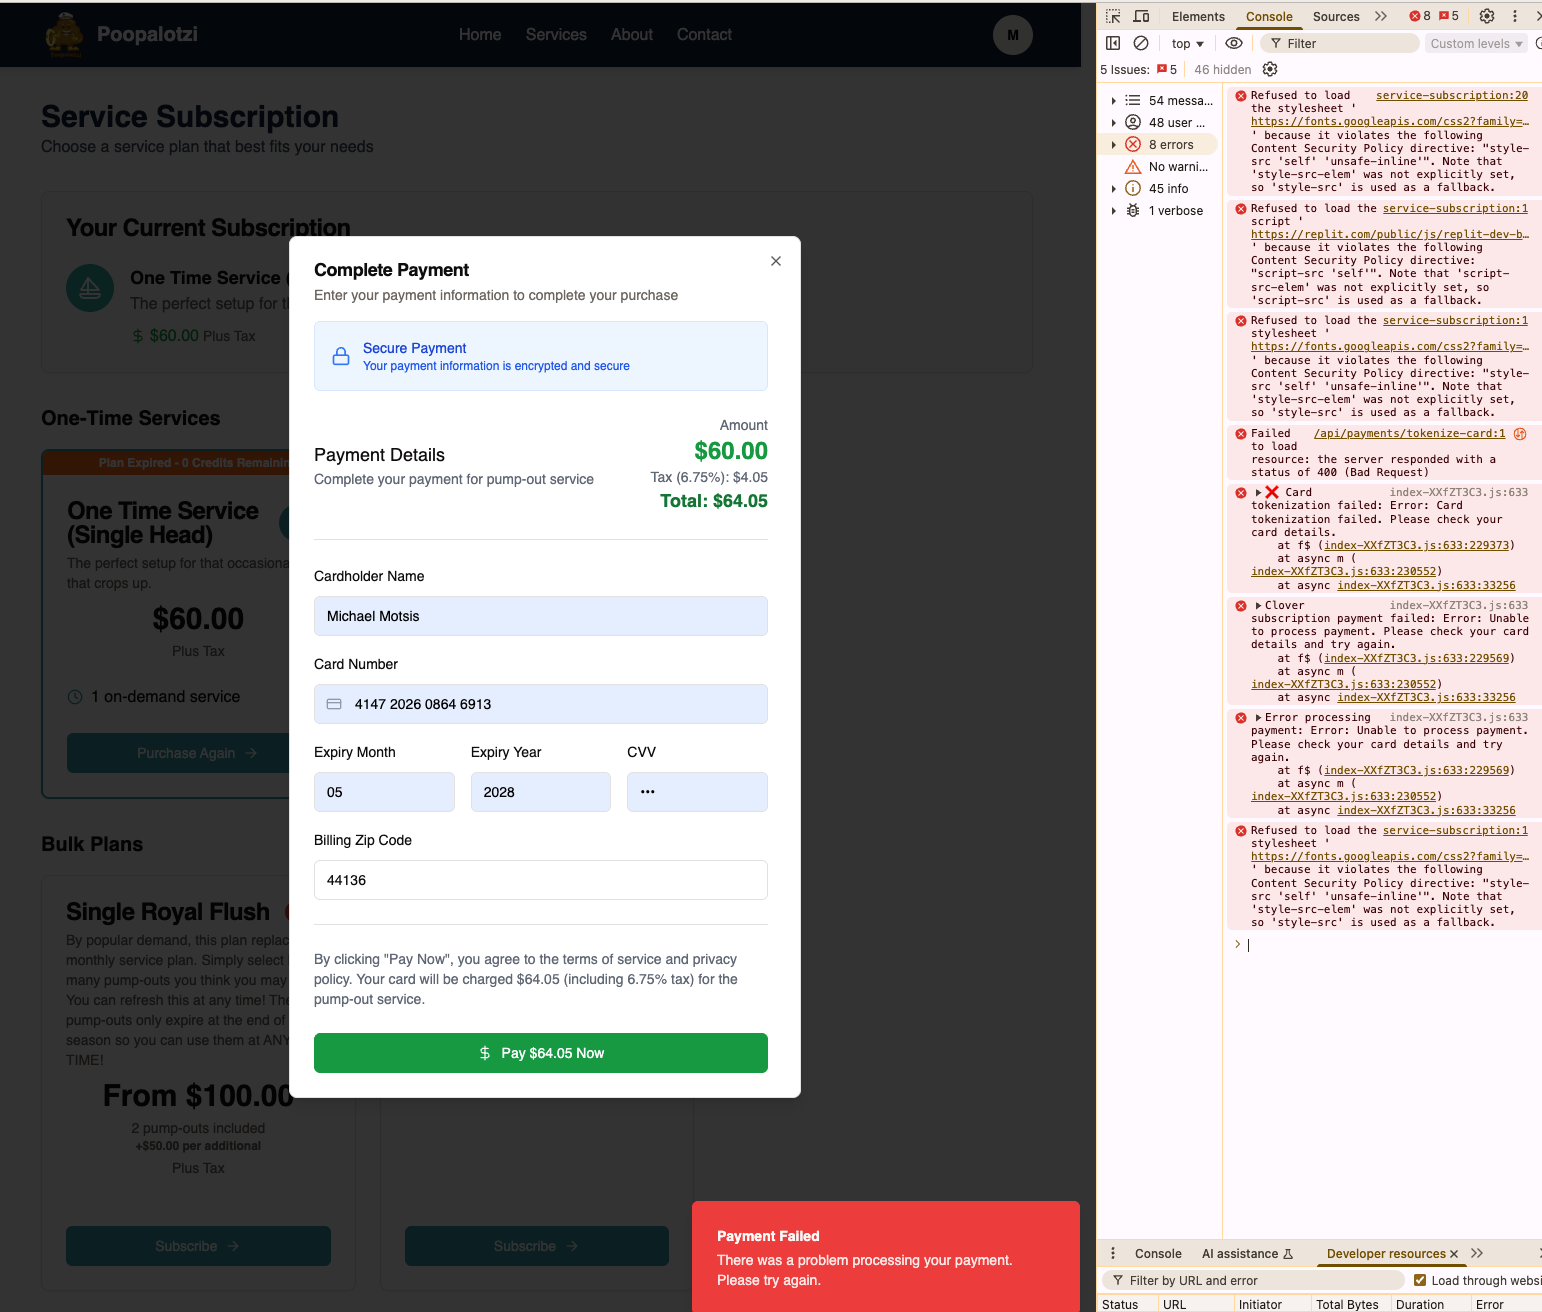 Poopalotzi
Home Services About Contact
M
Service Subscription
Choose a service plan that best fits your needs
Your Current Subscription
One Time Service (
The perfect setup for th
$60.00 Plus Tax
One-Time Services
Plan Expired - 0 Credits Remainin
One Time Service
(Single Head)
The perfect setup for that occasiona
that crops up.
$60.00
Plus Tax
1 on-demand service
Purchase Again
Bulk Plans
Single Royal Flush
By popular demand, this plan replac
monthly service plan. Simply select
many pump-outs you think you may
You can refresh this at any time! The
pump-outs only expire at the end of
season so you can use them at ANY
TIME!
From $100.00
2 pump-outs included
+$50.00 per additional
Plus Tax
Subscribe
Subscribe
Complete Payment
Enter your payment information to complete your purchase
Secure Payment
Your payment information is encrypted and secure
Amount
$60.00
Payment Details
Complete your payment for pump-out service
Tax (6.75%): $4.05
Total: $64.05
Cardholder Name
Michael Motsis
Card Number
4147 2026 0864 6913
Expiry Month Expiry Year CVV
05 2028 •••
Billing Zip Code
44136
By clicking "Pay Now", you agree to the terms of service and privacy
policy. Your card will be charged $64.05 (including 6.75% tax) for the
pump-out service.
$ Pay $64.05 Now
Payment Failed
There was a problem processing your payment.
Please try again.
Elements Console Sources 8 5
top Filter Custom levels
5 Issues: 5 46 hidden
54 messa...
48 user ...
8 errors
No warni...
45 info
1 verbose
Refused to load service-subscription:20
the stylesheet '
https://fonts.googleapis.com/css2?family=…
' because it violates the following
Content Security Policy directive: "style-
src 'self' 'unsafe-inline'". Note that
'style-src-elem' was not explicitly set,
so 'style-src' is used as a fallback.
Refused to load the service-subscription:1
script '
https://replit.com/public/js/replit-dev-b…
' because it violates the following
Content Security Policy directive:
"script-src 'self'". Note that 'script-
src-elem' was not explicitly set, so
'script-src' is used as a fallback.
Refused to load the service-subscription:1
stylesheet '
https://fonts.googleapis.com/css2?family=…
' because it violates the following
Content Security Policy directive: "style-
src 'self' 'unsafe-inline'". Note that
'style-src-elem' was not explicitly set,
so 'style-src' is used as a fallback.
Failed /api/payments/tokenize-card:1
to load
resource: the server responded with a
status of 400 (Bad Request)
❌ Card index-XXfZT3C3.js:633
tokenization failed: Error: Card
tokenization failed. Please check your
card details.
at f$ (index-XXfZT3C3.js:633:229373)
at async m (
index-XXfZT3C3.js:633:230552)
at async index-XXfZT3C3.js:633:33256
Clover index-XXfZT3C3.js:633
subscription payment failed: Error: Unable
to process payment. Please check your card
details and try again.
at f$ (index-XXfZT3C3.js:633:229569)
at async m (
index-XXfZT3C3.js:633:230552)
at async index-XXfZT3C3.js:633:33256
Error processing index-XXfZT3C3.js:633
payment: Error: Unable to process payment.
Please check your card details and try
again.
at f$ (index-XXfZT3C3.js:633:229569)
at async m (
index-XXfZT3C3.js:633:230552)
at async index-XXfZT3C3.js:633:33256
Refused to load the service-subscription:1
stylesheet '
https://fonts.googleapis.com/css2?family=…
' because it violates the following
Content Security Policy directive: "style-
src 'self' 'unsafe-inline'". Note that
'style-src-elem' was not explicitly set,
so 'style-src' is used as a fallback.
Console AI assistance Developer resources
Filter by URL and error Load through websi
Status URL Initiator Total Bytes Duration Error